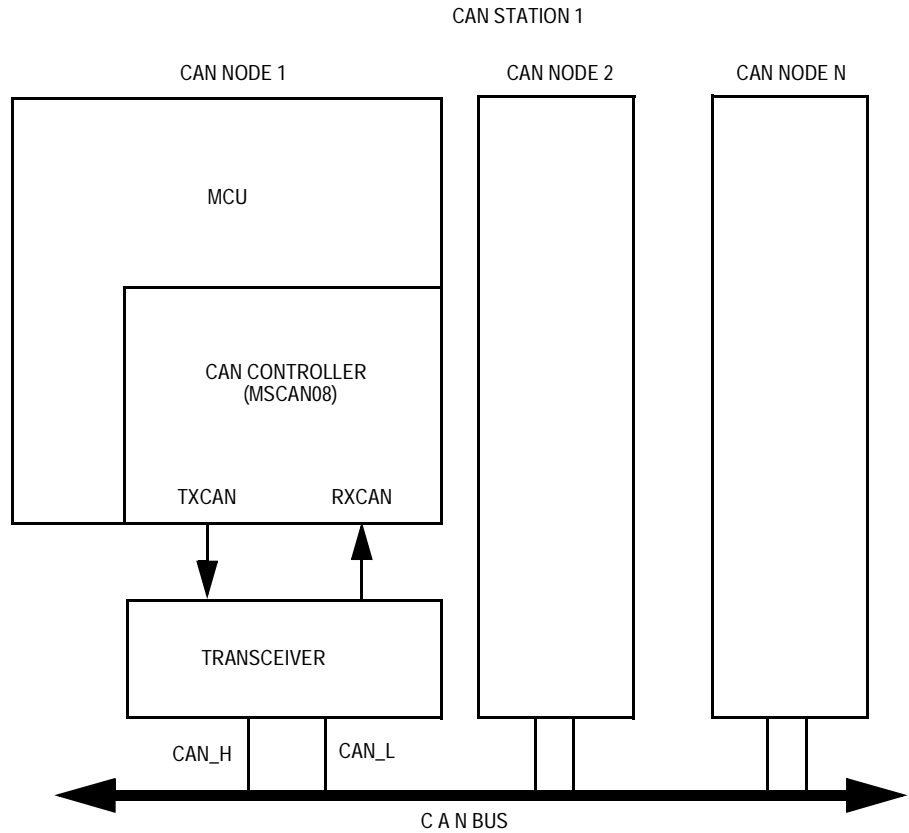 CAN STATION 1
CAN NODE 1
CAN NODE 2
CAN NODE N
MCU
CAN CONTROLLER
(MSCAN08)
TXCAN
RXCAN
TRANSCEIVER
CAN_H
CAN_L
C A N BUS